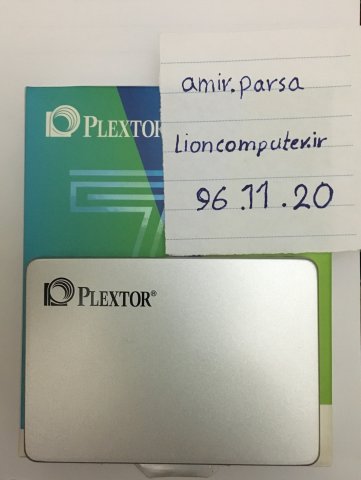 PLEXTOR
amir.parsa
Lioncomputer.ir
96.11.20
PLEXTOR®